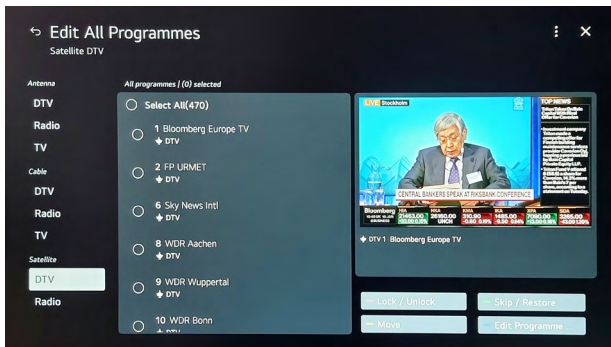 Edit All Programmes
Satellite DTV
Antenna
DTV
Radio
TV
Cable
DTV
Radio
TV
Satellite
DTV
Radio
All programmes | (0) selected
Select All(470)
1 Bloomberg Europe TV
DTV
2 FP URMET
DTV
6 Sky News Intl
DTV
8 WDR Aachen
DTV
9 WDR Wuppertal
DTV
10 WDR Bonn
DTV
LIVE Stockholm
TOP NEWS
CENTRAL BANKERS SPEAK AT RIKSBANK CONFERENCE
Bloomberg
UNCH
DTV 1 Bloomberg Europe TV
Lock / Unlock
Skip / Restore
Move
Edit Programme ...